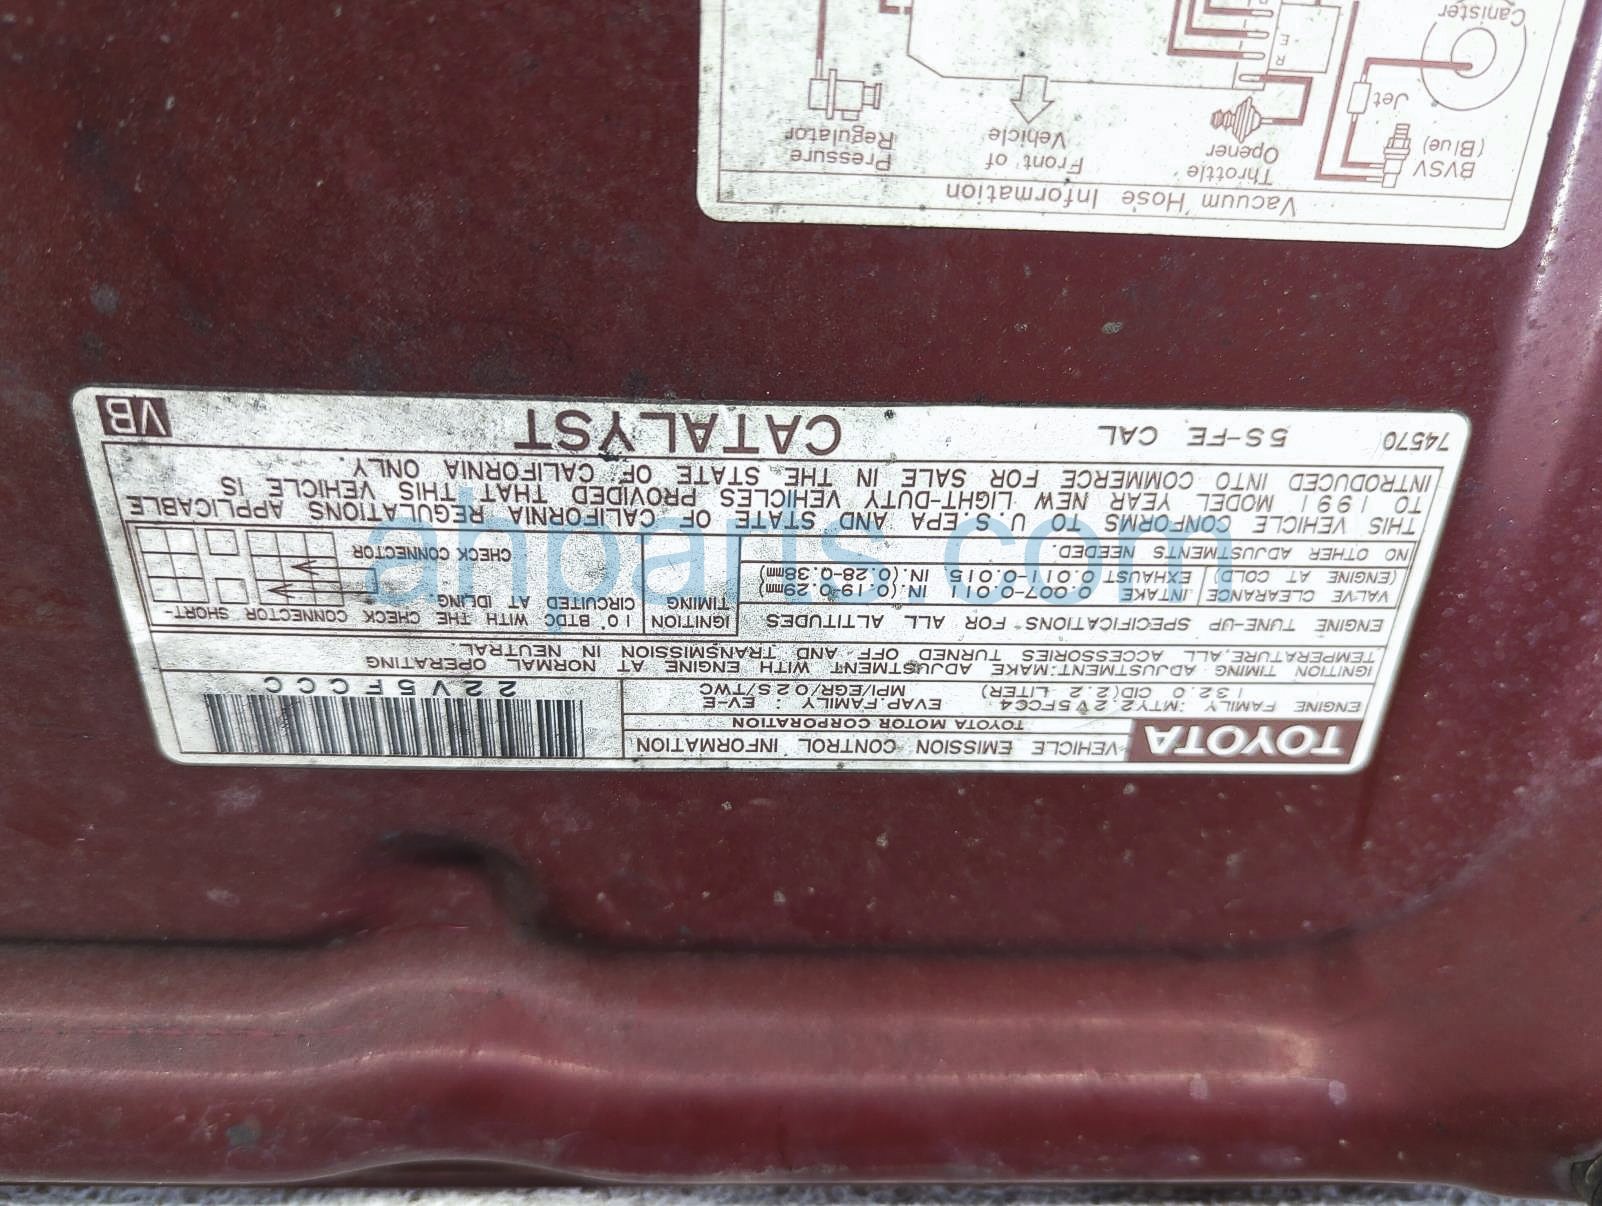 TOYOTA
VEHICLE EMISSION CONTROL INFORMATION
TOYOTA MOTOR CORPORATION
ENGINE FAMILY :MTY2.2V5FCC4 EVAP.FAMILY : EV-E
132.0 CID(2.2 LITER) MPI/EGR/O2S/TWC
22V5FCCC
IGNITION TIMING ADJUSTMENT:MAKE ADJUSTMENT WITH ENGINE AT NORMAL OPERATING
TEMPERATURE,ALL ACCESSORIES TURNED OFF AND TRANSMISSION IN NEUTRAL.
ENGINE TUNE-UP SPECIFICATIONS FOR ALL ALTITUDES
VALVE CLEARANCE
(ENGINE AT COLD)
INTAKE 0.007-0.011 IN.(0.19-0.29mm)
EXHAUST 0.011-0.015 IN (0.28-0.38mm)
NO OTHER ADJUSTMENTS NEEDED.
IGNITION
TIMING
10° BTDC WITH THE CHECK CONNECTOR SHORT-
CIRCUITED AT IDLING
CHECK CONNECTOR
THIS VEHICLE CONFORMS TO U.S.EPA AND STATE OF CALIFORNIA REGULATIONS APPLICABLE
TO 1991 MODEL YEAR NEW LIGHT-DUTY VEHICLES PROVIDED THAT THIS VEHICLE IS
INTRODUCED INTO COMMERCE FOR SALE IN THE STATE OF CALIFORNIA ONLY.
74570 5S-FE CAL CATALYST VB
Vacuum Hose Information
BVSV
(Blue)
Throttle
Opener
Front of
Vehicle
Pressure
Regulator
Jet
Canister
R
E
P
ahparts.com